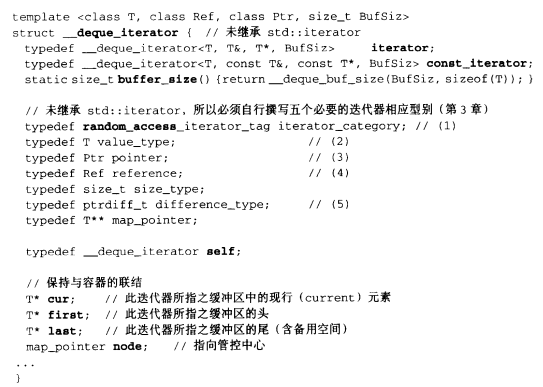 template <class T, class Ref, class Ptr, size_t BufSiz>
struct __deque_iterator {  // 未继承 std::iterator
  typedef __deque_iterator<T, T&, T*, BufSiz>      iterator;
  typedef __deque_iterator<T, const T&, const T*, BufSiz> const_iterator;
  static size_t buffer_size() {return __deque_buf_size(BufSiz, sizeof(T)); }
  // 未继承 std::iterator, 所以必须自行撰写五个必要的迭代器相应型别 (第 3 章)
  typedef random_access_iterator_tag iterator_category; // (1)
  typedef T value_type;                // (2)
  typedef Ptr pointer;                 // (3)
  typedef Ref reference;               // (4)
  typedef size_t size_type;
  typedef ptrdiff_t difference_type;   // (5)
  typedef T** map_pointer;
  typedef __deque_iterator self;
  // 保持与容器的联结
  T* cur;    // 此迭代器所指之缓冲区中的现行 (current) 元素
  T* first;  // 此迭代器所指之缓冲区的头
  T* last;   // 此迭代器所指之缓冲区的尾 (含备用空间)
  map_pointer node;    // 指向管控中心
...
}